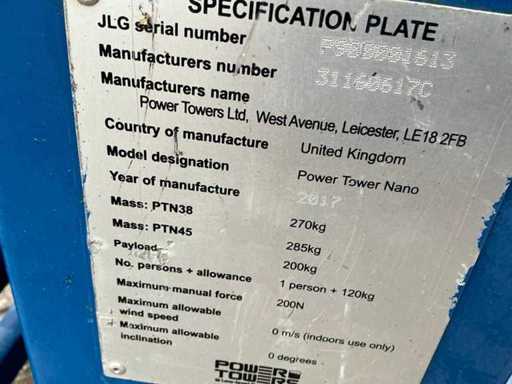 SPECIFICATION PLATE
JLG serial number
Manufacturers number 31160617C
Manufacturers name
Power Towers Ltd, West Avenue, Leicester, LE18 2FB
Country of manufacture United Kingdom
Model designation Power Tower Nano
Year of manufacture 2017
Mass: PTN38 270kg
Mass: PTN45 285kg
Payload 200kg
No. persons + allowance 1 person + 120kg
Maximum manual force 200N
Maximum allowable
wind speed 0 m/s (indoors use only)
Maximum allowable
inclination 0 degrees
POWER
TOWERS